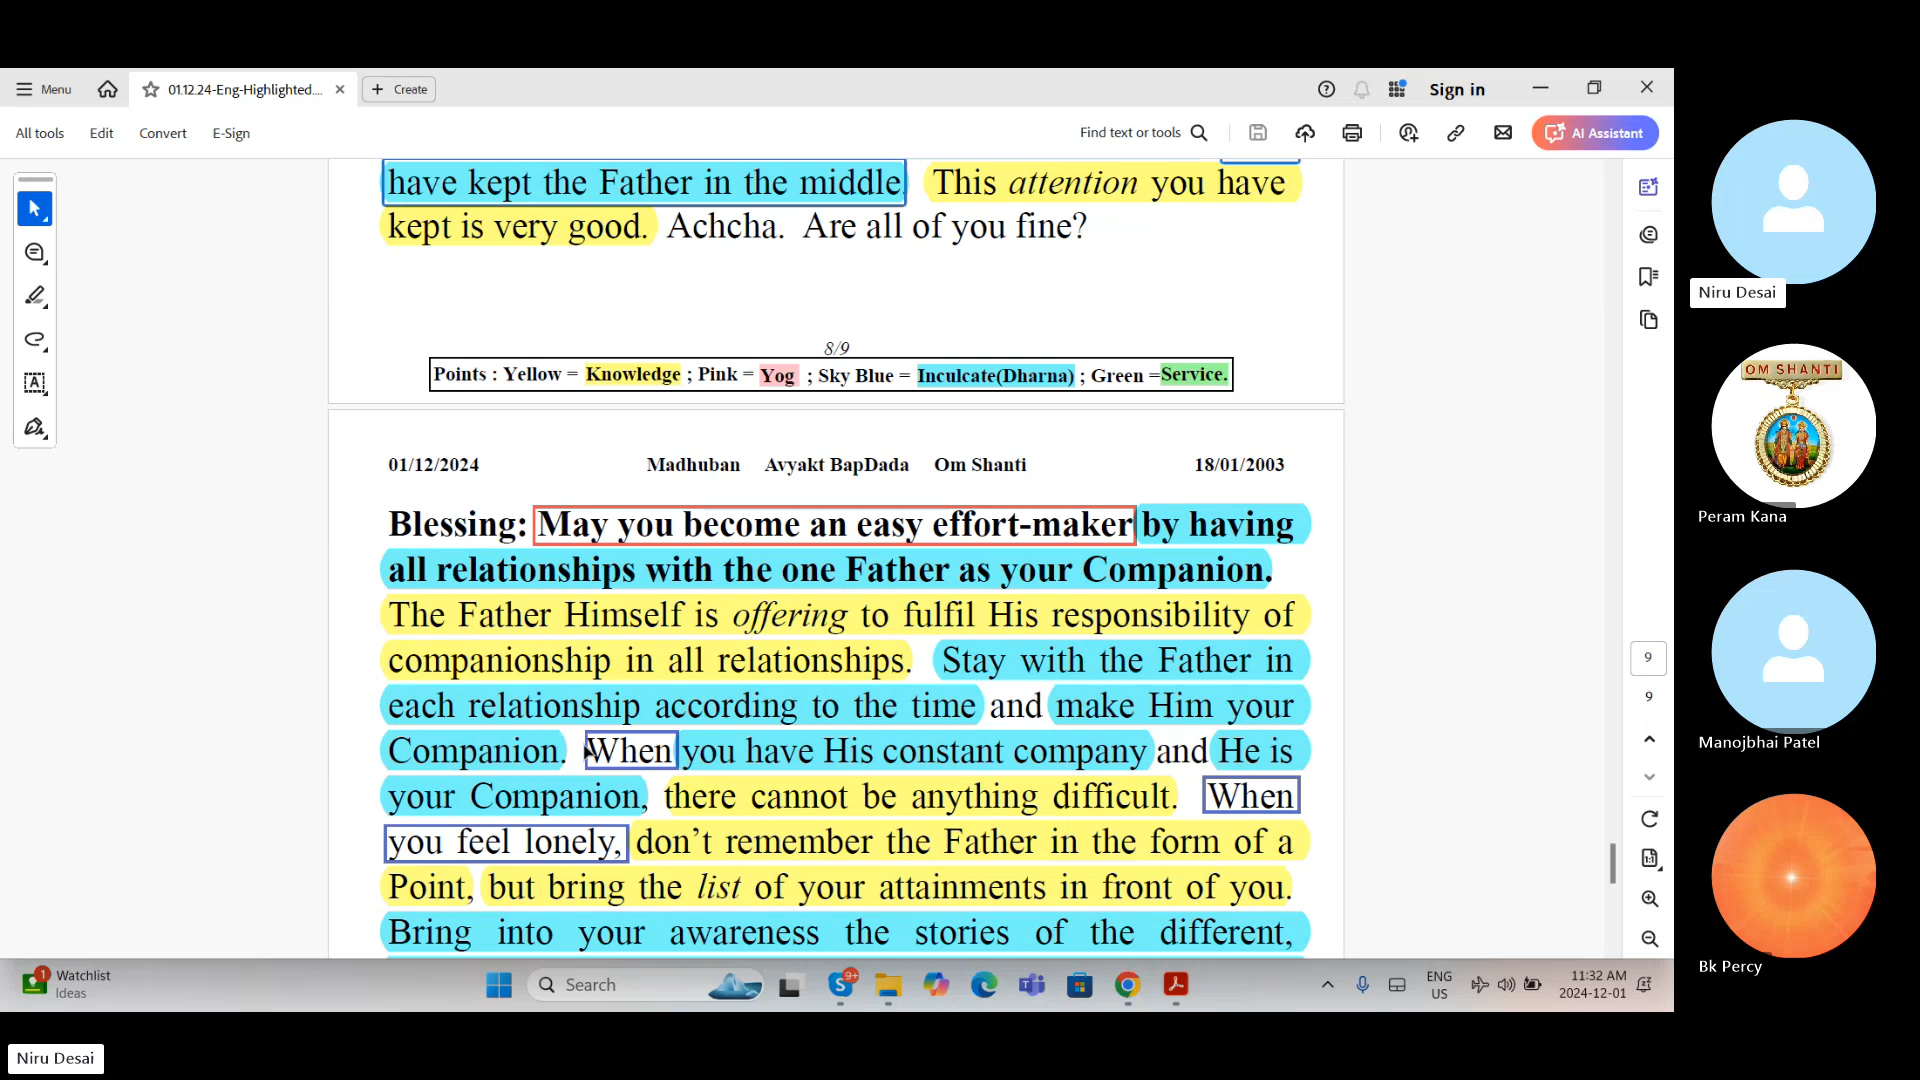 Menu
01.12.24-Eng-Highlighted....
Create
Sign in
All tools
Edit
Convert
E-Sign
Find text or tools
AI Assistant
have kept the Father in the middle. This attention you have
kept is very good. Achcha. Are all of you fine?
8/9
Points : Yellow = Knowledge ; Pink = Yog ; Sky Blue = Inculcate(Dharna) ; Green =Service.
01/12/2024 Madhuban Avyakt BapDada Om Shanti 18/01/2003
Blessing: May you become an easy effort-maker by having
all relationships with the one Father as your Companion.
The Father Himself is offering to fulfil His responsibility of
companionship in all relationships. Stay with the Father in
each relationship according to the time and make Him your
Companion. When you have His constant company and He is
your Companion, there cannot be anything difficult. When
you feel lonely, don't remember the Father in the form of a
Point, but bring the list of your attainments in front of you.
Bring into your awareness the stories of the different,
9
9
1:1
Watchlist
Ideas
1
Search
9+
ENG
US
11:32 AM
2024-12-01
Niru Desai
OM SHANTI
Peram Kana
Manojbhai Patel
Bk Percy
Niru Desai